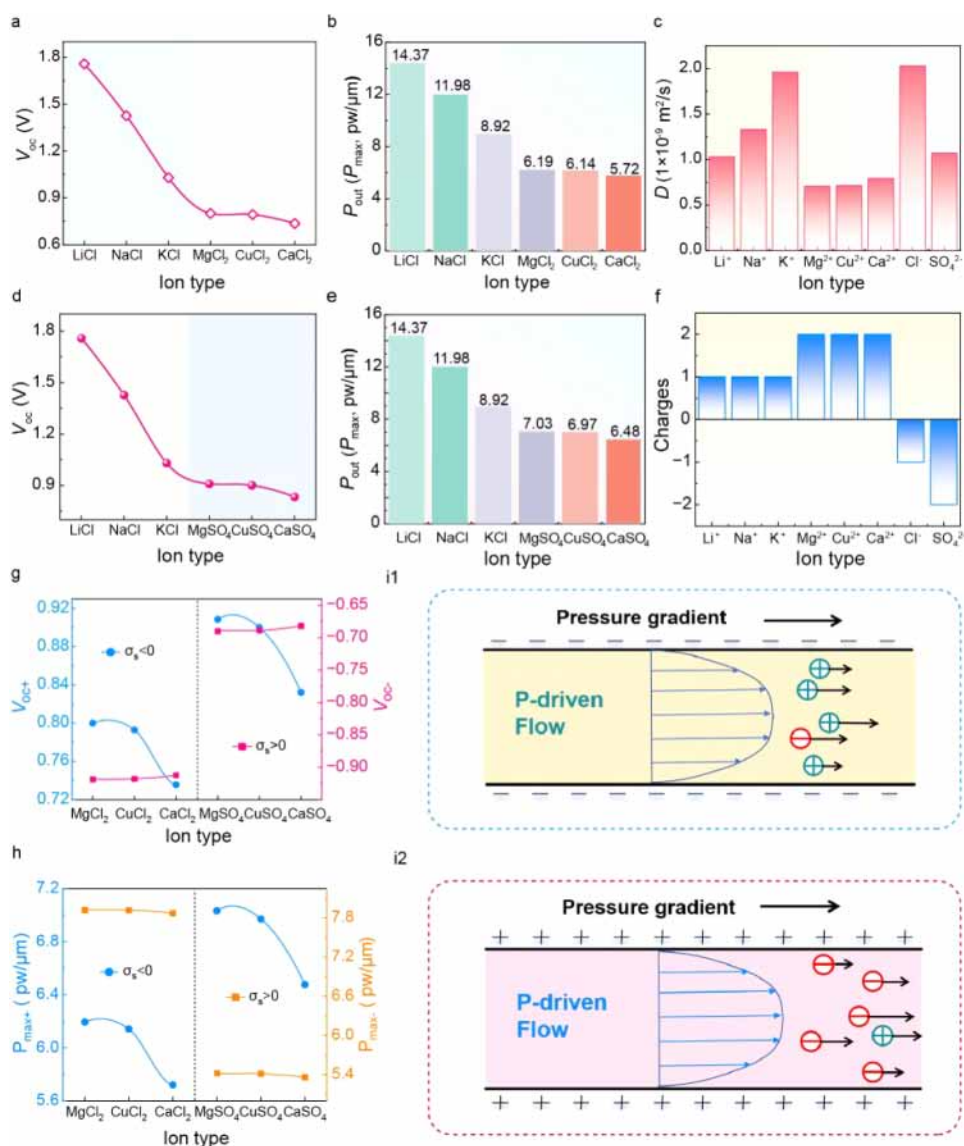 a
V_oc (V)
1.8
1.5
1.2
0.9
0.6
LiCl NaCl KCl MgCl₂ CuCl₂ CaCl₂
Ion type
b
P_out (P_max, pw/μm)
16
12
8
4
0
14.37
11.98
8.92
6.19
6.14
5.72
LiCl NaCl KCl MgCl₂ CuCl₂ CaCl₂
Ion type
c
D (1×10⁻⁹ m²/s)
2.0
1.5
1.0
0.5
0.0
Li⁺ Na⁺ K⁺ Mg²⁺ Cu²⁺ Ca²⁺ Cl⁻ SO₄²⁻
Ion type
d
V_oc (V)
1.8
1.5
1.2
0.9
LiCl NaCl KCl MgSO₄ CuSO₄ CaSO₄
Ion type
e
P_out (P_max, pw/μm)
16
12
8
4
0
14.37
11.98
8.92
7.03
6.97
6.48
LiCl NaCl KCl MgSO₄ CuSO₄ CaSO₄
Ion type
f
Charges
2
1
0
−1
−2
Li⁺ Na⁺ K⁺ Mg²⁺ Cu²⁺ Ca²⁺ Cl⁻ SO₄²⁻
Ion type
g
V_OC+
0.92
0.88
0.84
0.80
0.76
0.72
σ_s<0
σ_s>0
−0.65
−0.70
−0.75
−0.80
−0.85
−0.90
V_OC-
MgCl₂ CuCl₂ CaCl₂ MgSO₄ CuSO₄ CaSO₄
Ion type
i1
Pressure gradient
P-driven
Flow
h
P_max+ ( pw/μm)
7.2
6.8
6.4
6.0
5.6
σ_s<0
σ_s>0
7.8
7.2
6.6
6.0
5.4
P_max- ( pw/μm)
MgCl₂ CuCl₂ CaCl₂ MgSO₄ CuSO₄ CaSO₄
Ion type
i2
Pressure gradient
P-driven
Flow